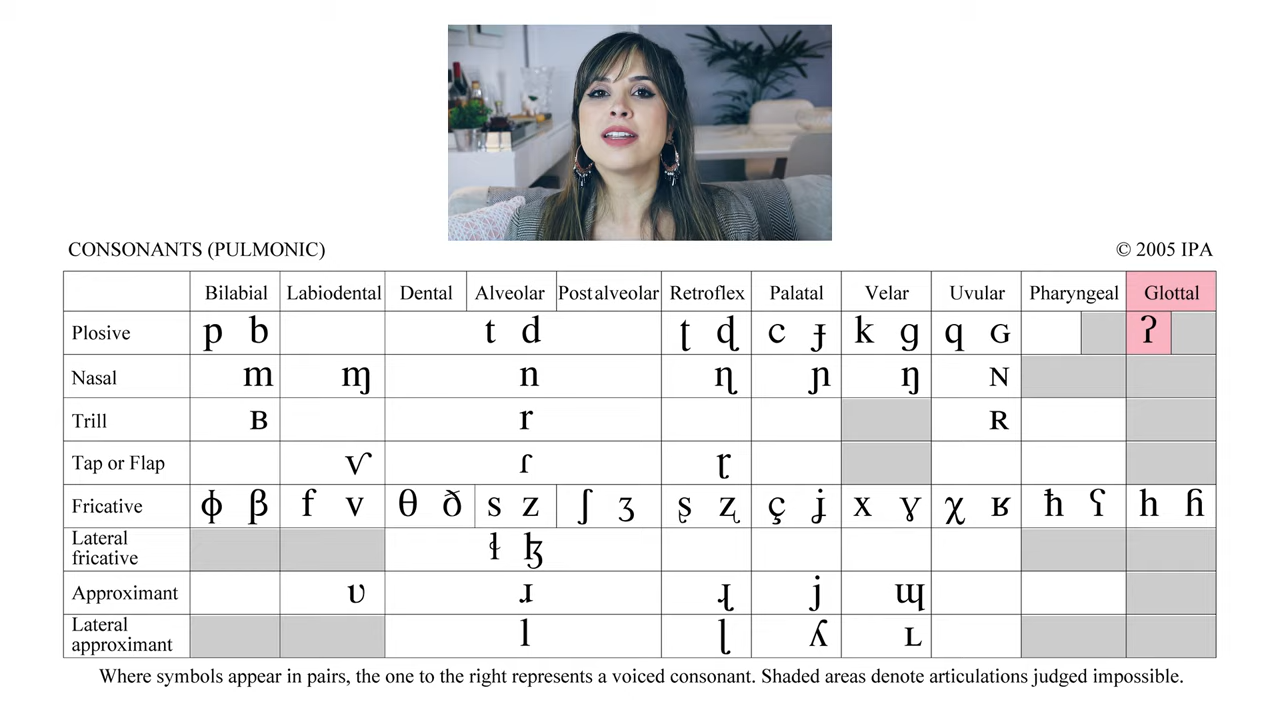 CONSONANTS (PULMONIC) © 2005 IPA
Bilabial Labiodental Dental Alveolar Postalveolar Retroflex Palatal Velar Uvular Pharyngeal Glottal
Plosive p b t d ʈ ɖ c ɟ k ɡ q ɢ ʔ
Nasal m ɱ n ɳ ɲ ŋ ɴ
Trill ʙ r ʀ
Tap or Flap ⱱ ɾ ɽ
Fricative ɸ β f v θ ð s z ʃ ʒ ʂ ʐ ç ʝ x ɣ χ ʁ ħ ʕ h ɦ
Lateral
fricative ɬ ɮ
Approximant ʋ ɹ ɻ j ɰ
Lateral
approximant l ɭ ʎ ʟ
Where symbols appear in pairs, the one to the right represents a voiced consonant. Shaded areas denote articulations judged impossible.